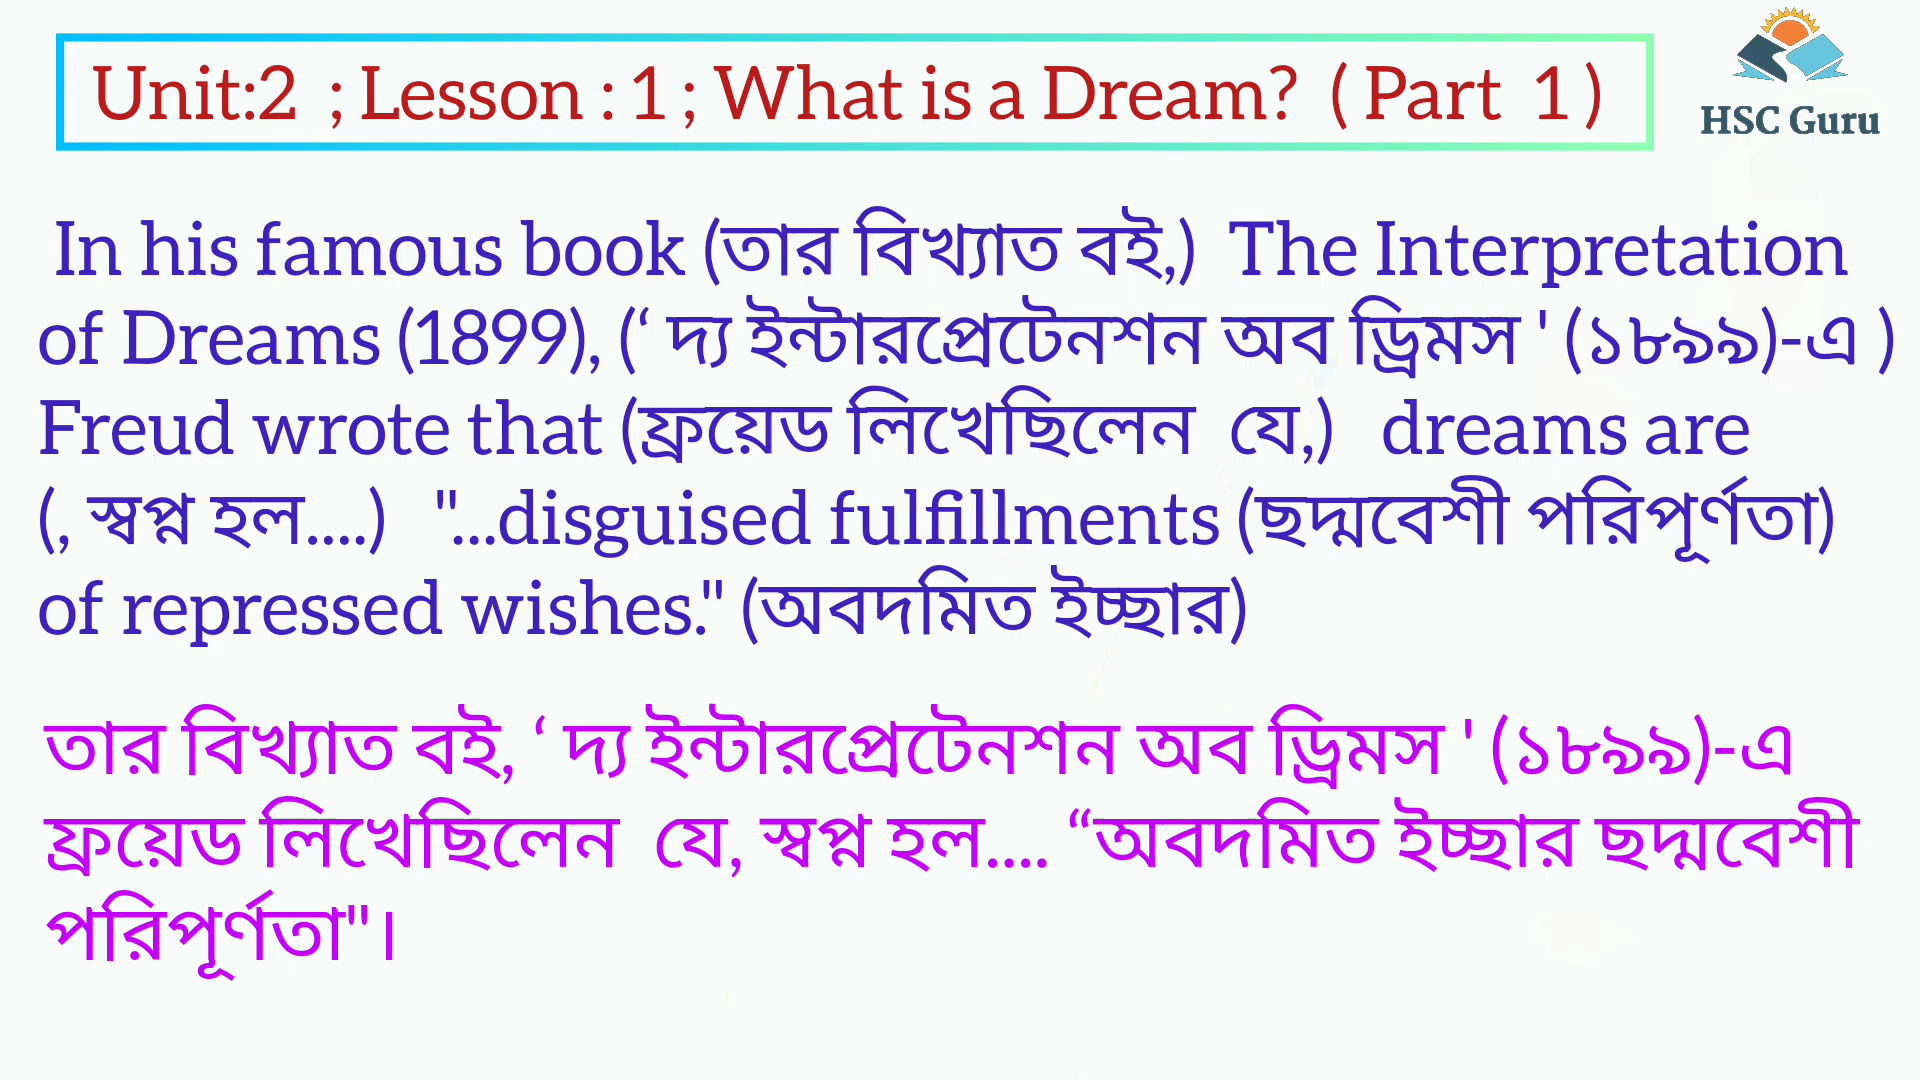 Unit:2 ; Lesson : 1 ; What is a Dream? ( Part 1 )
HSC Guru
In his famous book (তার বিখ্যাত বই,) The Interpretation
of Dreams (1899), (‘ দ্য ইন্টারপ্রেটেনশন অব ড্রিমস ' (১৮৯৯)-এ )
Freud wrote that (ফ্রয়েড লিখেছিলেন যে,) dreams are
(, স্বপ্ন হল....) "...disguised fulfillments (ছদ্মবেশী পরিপূর্ণতা)
of repressed wishes." (অবদমিত ইচ্ছার)
তার বিখ্যাত বই, ‘ দ্য ইন্টারপ্রেটেনশন অব ড্রিমস ' (১৮৯৯)-এ
ফ্রয়েড লিখেছিলেন যে, স্বপ্ন হল.... “অবদমিত ইচ্ছার ছদ্মবেশী
পরিপূর্ণতা"।